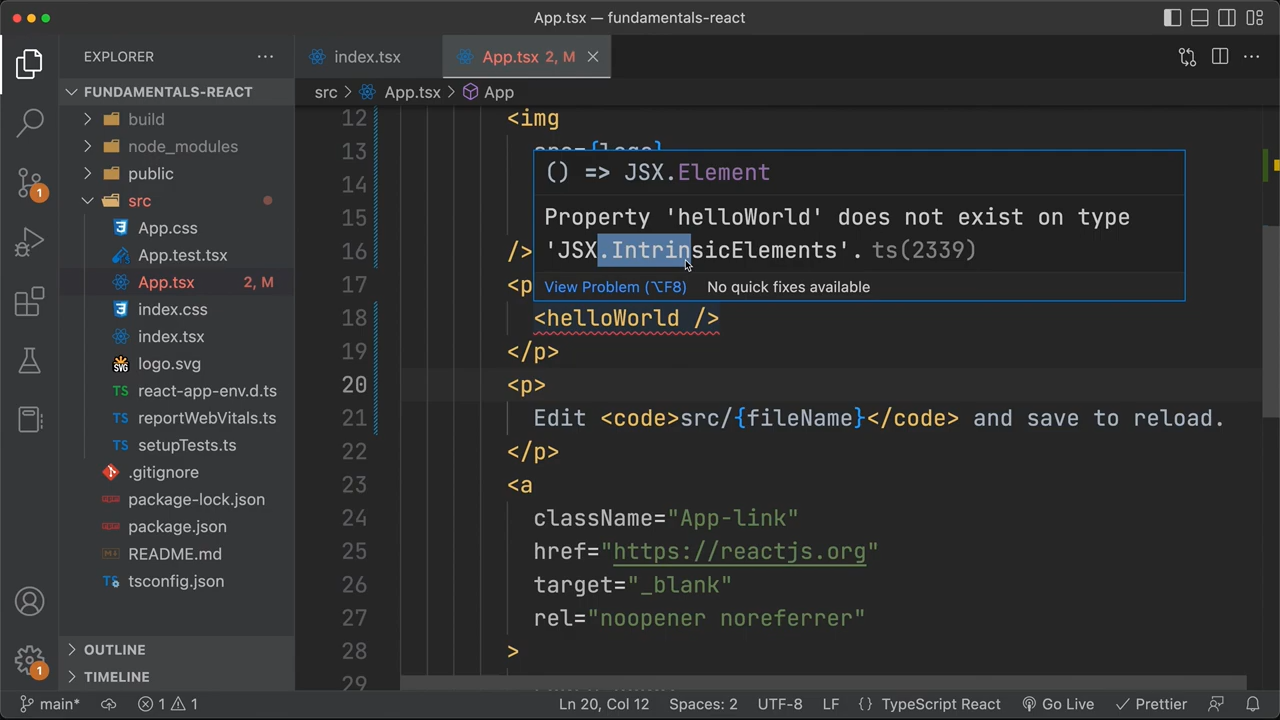 App.tsx — fundamentals-react
EXPLORER
index.tsx
App.tsx 2, M
FUNDAMENTALS-REACT
src > App.tsx > App
build
node_modules
public
src
App.css
App.test.tsx
App.tsx 2, M
index.css
index.tsx
logo.svg
react-app-env.d.ts
reportWebVitals.ts
setupTests.ts
.gitignore
package-lock.json
package.json
README.md
tsconfig.json
OUTLINE
TIMELINE
12 <img
13 src={logo}
14
15
16 />
() => JSX.Element
Property 'helloWorld' does not exist on type
'JSX.IntrinsicElements'. ts(2339)
View Problem (⌥F8) No quick fixes available
<p
18 <helloWorld />
19 </p>
20 <p>
21 Edit <code>src/{fileName}</code> and save to reload.
22 </p>
23 <a
24 className="App-link"
25 href="https://reactjs.org"
26 target="_blank"
27 rel="noopener noreferrer"
28 >
29
main* 1 1 Ln 20, Col 12 Spaces: 2 UTF-8 LF {} TypeScript React Go Live Prettier
1
1